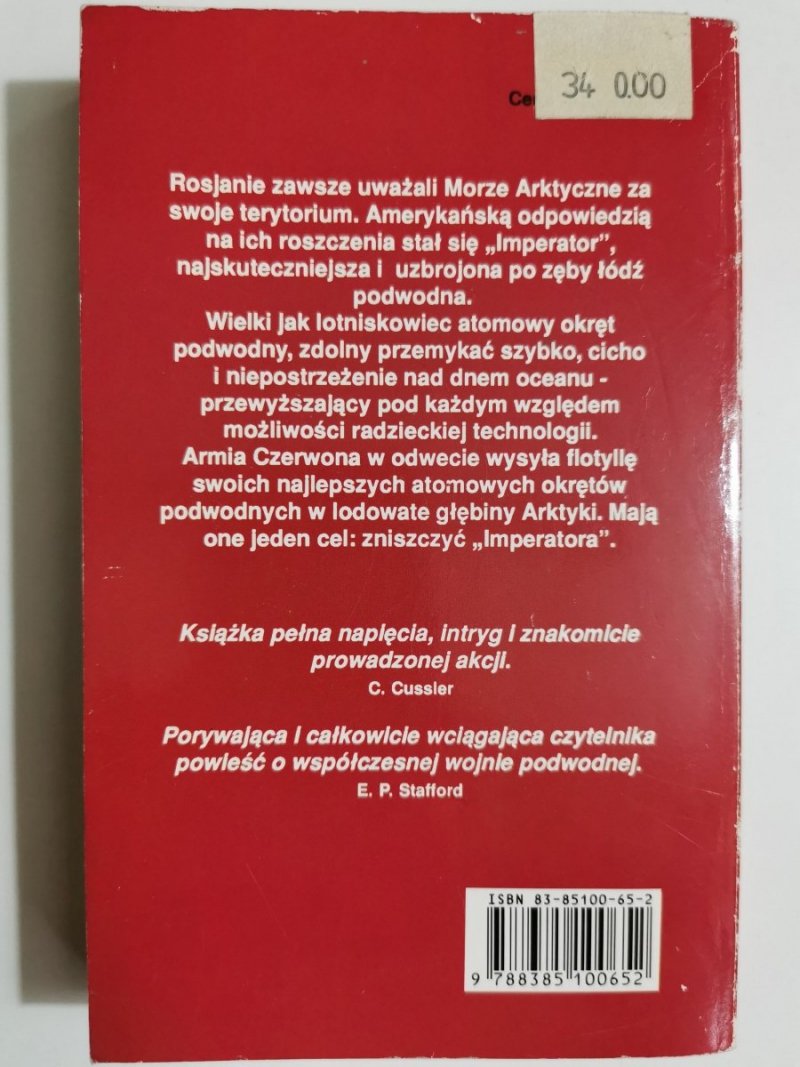 34 0.00
Rosjanie zawsze uważali Morze Arktyczne za
swoje terytorium. Amerykańską odpowiedzią
na ich roszczenia stał się „Imperator”,
najskuteczniejsza i uzbrojona po zęby łódź
podwodna.
Wielki jak lotniskowiec atomowy okręt
podwodny, zdolny przemykać szybko, cicho
i niepostrzeżenie nad dnem oceanu -
przewyższający pod każdym względem
możliwości radzieckiej technologii.
Armia Czerwona w odwecie wysyła flotyllę
swoich najlepszych atomowych okrętów
podwodnych w lodowate głębiny Arktyki. Mają
one jeden cel: zniszczyć „Imperatora”.
Książka pełna napięcia, intryg i znakomicie
prowadzonej akcji.
C. Cussler
Porywająca i całkowicie wciągająca czytelnika
powieść o współczesnej wojnie podwodnej.
E. P. Stafford
ISBN 83-85100-65-2
9 788385 100652